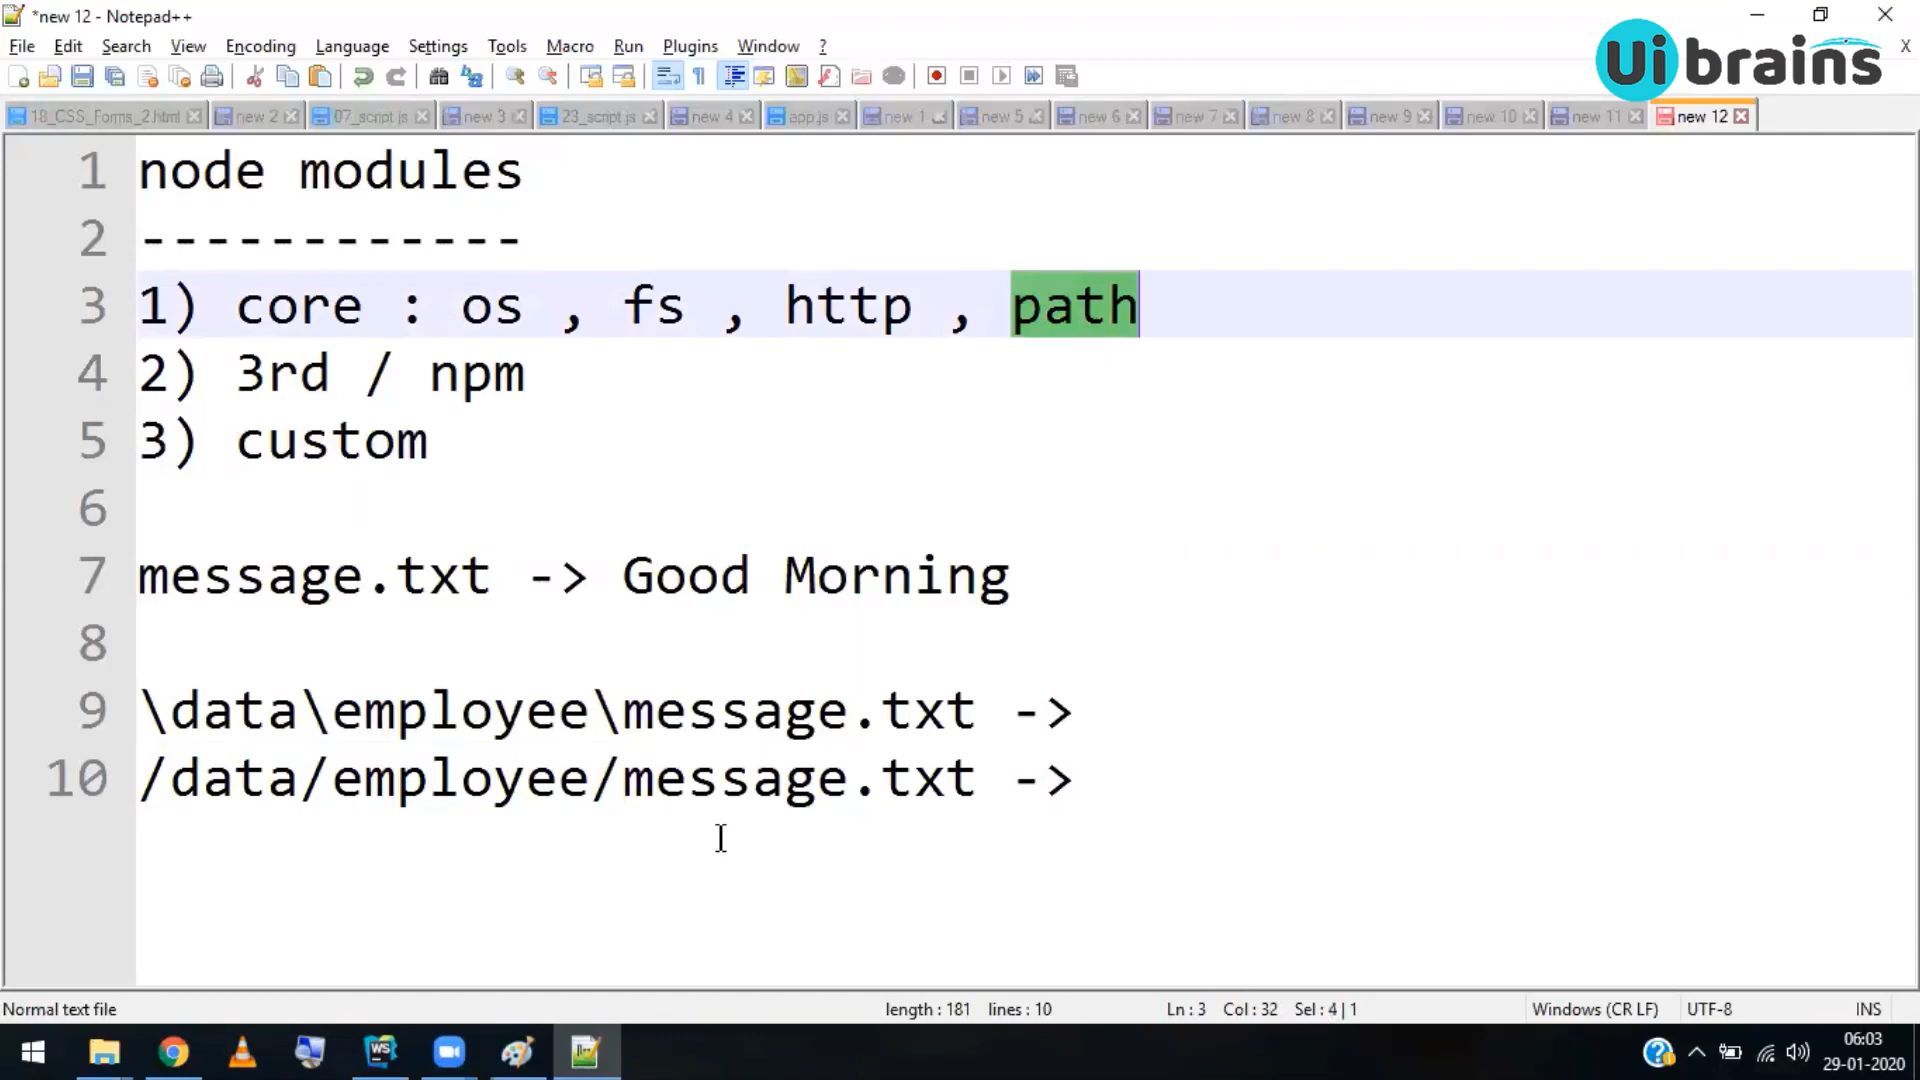 *new 12 - Notepad++
File Edit Search View Encoding Language Settings Tools Macro Run Plugins Window ? X
Ui brains
18_CSS_Forms_2.html new 2 07_script.js new 3 23_script.js new 4 app.js new 1 new 5 new 6 new 7 new 8 new 9 new 10 new 11 new 12
1 node modules
2 ------------
3 1) core : os , fs , http , path
4 2) 3rd / npm
5 3) custom
6
7 message.txt -> Good Morning
8
9 \data\employee\message.txt ->
10 /data/employee/message.txt ->
Normal text file length : 181 lines : 10 Ln : 3 Col : 32 Sel : 4 | 1 Windows (CR LF) UTF-8 INS
WS
06:03
29-01-2020